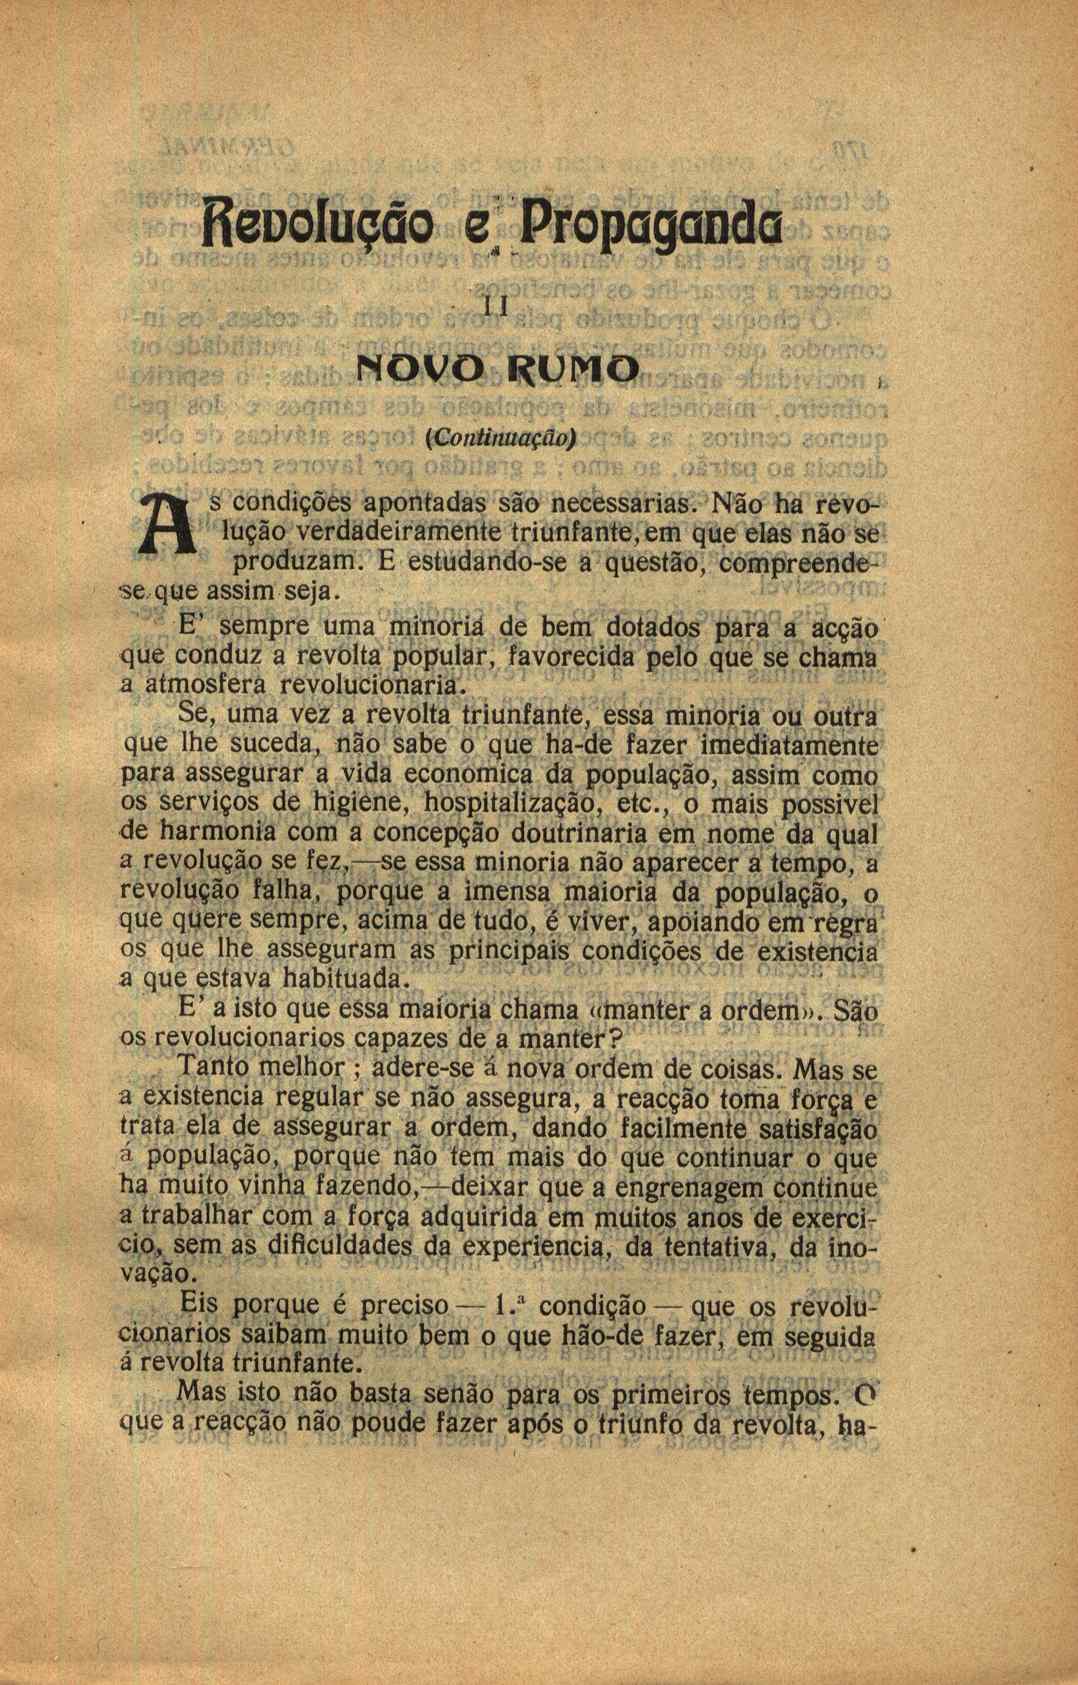 Revolução e Propaganda
II
NOVO RUMO
(Continuação)
As condições apontadas são necessarias. Não ha revo-
lução verdadeiramente triunfante, em que elas não se
produzam. E estudando-se a questão, compreende-
se que assim seja.
E' sempre uma minoria de bem dotados para a acção
que conduz a revolta popular, favorecida pelo que se chama
a atmosfera revolucionaria.
Se, uma vez a revolta triunfante, essa minoria ou outra
que lhe suceda, não sabe o que ha-de fazer imediatamente
para assegurar a vida economica da população, assim como
os serviços de higiene, hospitalização, etc., o mais possivel
de harmonia com a concepção doutrinaria em nome da qual
a revolução se fez,—se essa minoria não aparecer a tempo, a
revolução falha, porque a imensa maioria da população, o
que quere sempre, acima de tudo, é viver, apoiando em regra
os que lhe asseguram as principais condições de existencia
a que estava habituada.
E' a isto que essa maioria chama «manter a ordem». São
os revolucionarios capazes de a manter?
Tanto melhor ; adere-se á nova ordem de coisas. Mas se
a existencia regular se não assegura, a reacção toma força e
trata ela de assegurar a ordem, dando facilmente satisfação
á população, porque não tem mais do que continuar o que
ha muito vinha fazendo,—deixar que a engrenagem continue
a trabalhar com a força adquirida em muitos anos de exerci-
cio, sem as dificuldades da experiencia, da tentativa, da ino-
vação.
Eis porque é preciso — 1.ª condição — que os revolu-
cionarios saibam muito bem o que hão-de fazer, em seguida
á revolta triunfante.
Mas isto não basta senão para os primeiros tempos. O
que a reacção não poude fazer após o triunfo da revolta, ha-